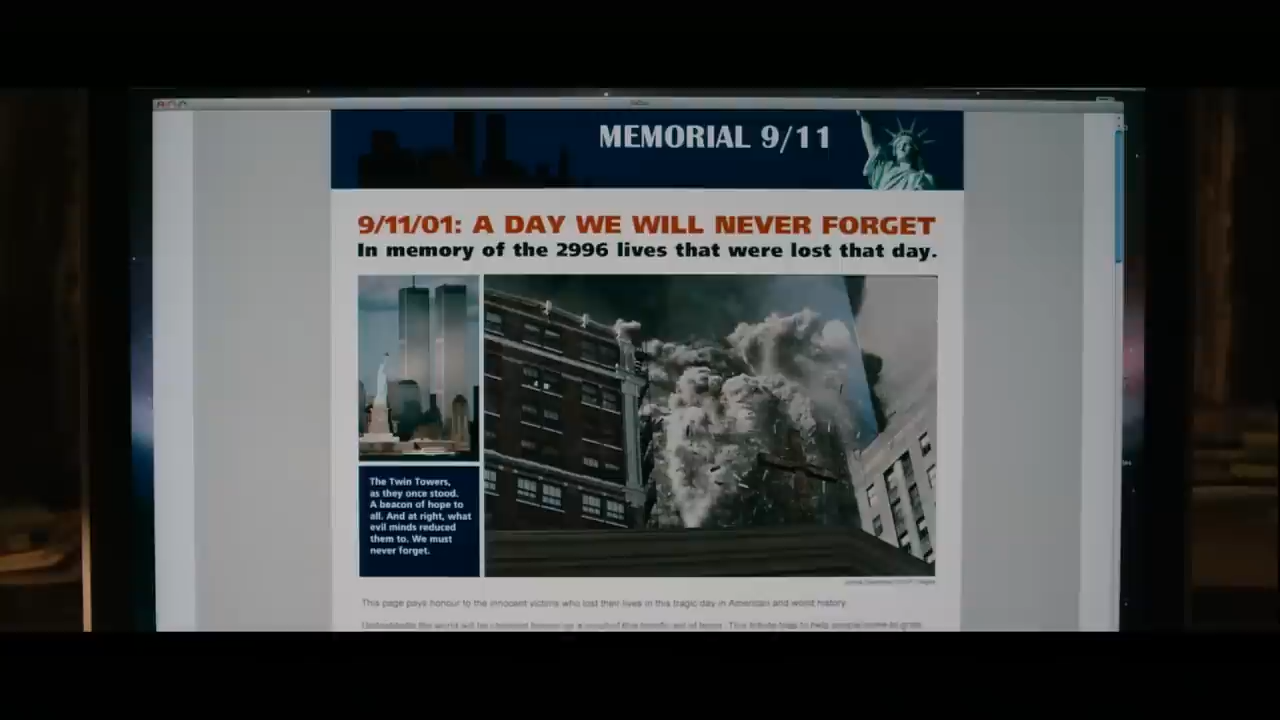 MEMORIAL 9/11
9/11/01: A DAY WE WILL NEVER FORGET
In memory of the 2996 lives that were lost that day.
The Twin Towers,
as they once stood.
A beacon of hope to
all. And at right, what
evil minds reduced
them to. We must
never forget.
This page pays honour to the innocent victims who lost their lives in this tragic day in American and world history.